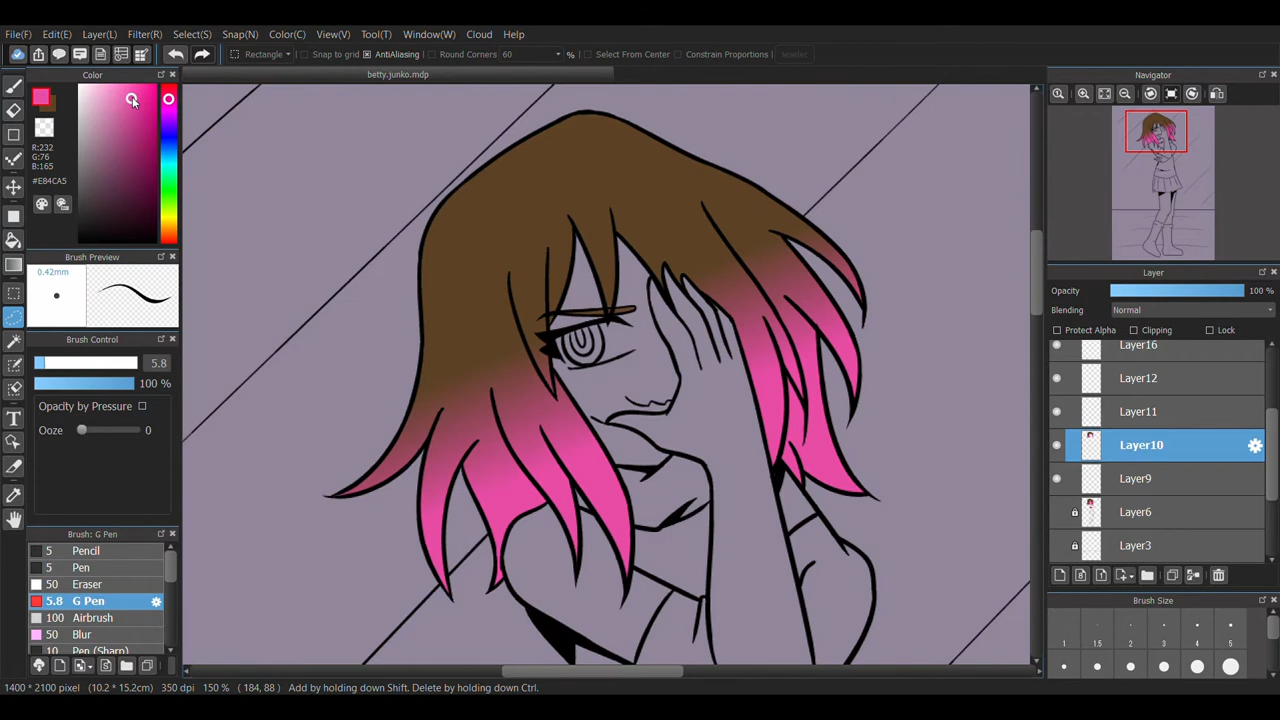 File(F) Edit(E) Layer(L) Filter(R) Select(S) Snap(N) Color(C) View(V) Tool(T) Window(W) Cloud Help
Rectangle Snap to grid AntiAliasing Round Corners 60 % Select From Center Constrain Proportions Deselect
Color
betty.junko.mdp
Navigator
R:232
G:76
B:165
#E84CA5
Brush Preview
0.42mm
Brush Control
5.8
100 %
Opacity by Pressure
Ooze 0
Brush: G Pen
5 Pencil
5 Pen
50 Eraser
5.8 G Pen
100 Airbrush
50 Blur
10 Pen (Sharp)
Layer
Opacity 100 %
Blending Normal
Protect Alpha Clipping Lock
Layer16
Layer12
Layer11
Layer10
Layer9
Layer6
Layer3
Brush Size
1 1.5 2 3 4 5
1400 * 2100 pixel (10.2 * 15.2cm) 350 dpi 150 % ( 184, 88 ) Add by holding down Shift. Delete by holding down Ctrl.